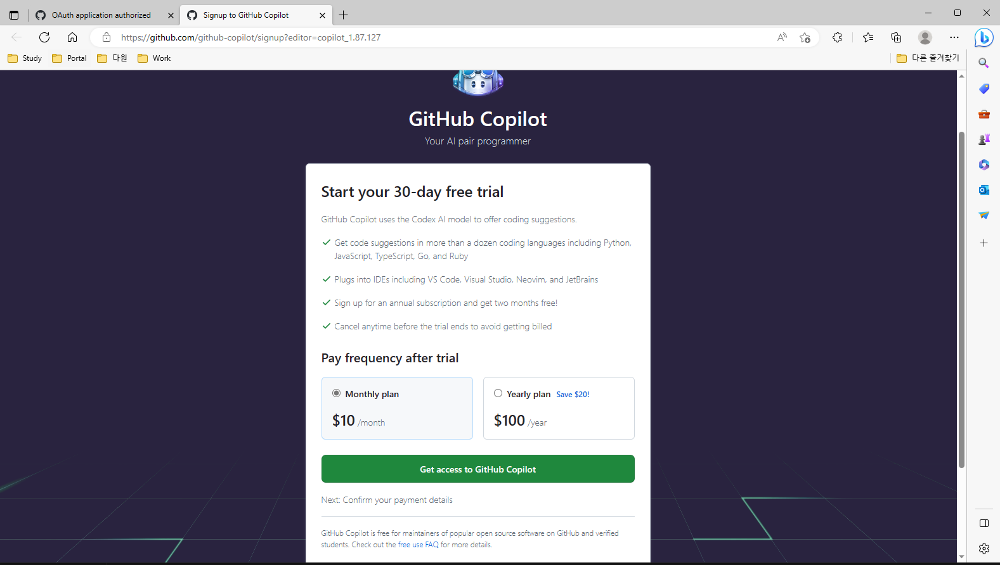 OAuth application authorized
Signup to GitHub Copilot
https://github.com/github-copilot/signup?editor=copilot_1.87.127
Study
Portal
다원
Work
다른 즐겨찾기
GitHub Copilot
Your AI pair programmer
Start your 30-day free trial
GitHub Copilot uses the Codex AI model to offer coding suggestions.
Get code suggestions in more than a dozen coding languages including Python,
JavaScript, TypeScript, Go, and Ruby
Plugs into IDEs including VS Code, Visual Studio, Neovim, and JetBrains
Sign up for an annual subscription and get two months free!
Cancel anytime before the trial ends to avoid getting billed
Pay frequency after trial
Monthly plan
$10 /month
Yearly plan Save $20!
$100 /year
Get access to GitHub Copilot
Next: Confirm your payment details
GitHub Copilot is free for maintainers of popular open source software on GitHub and verified
students. Check out the free use FAQ for more details.